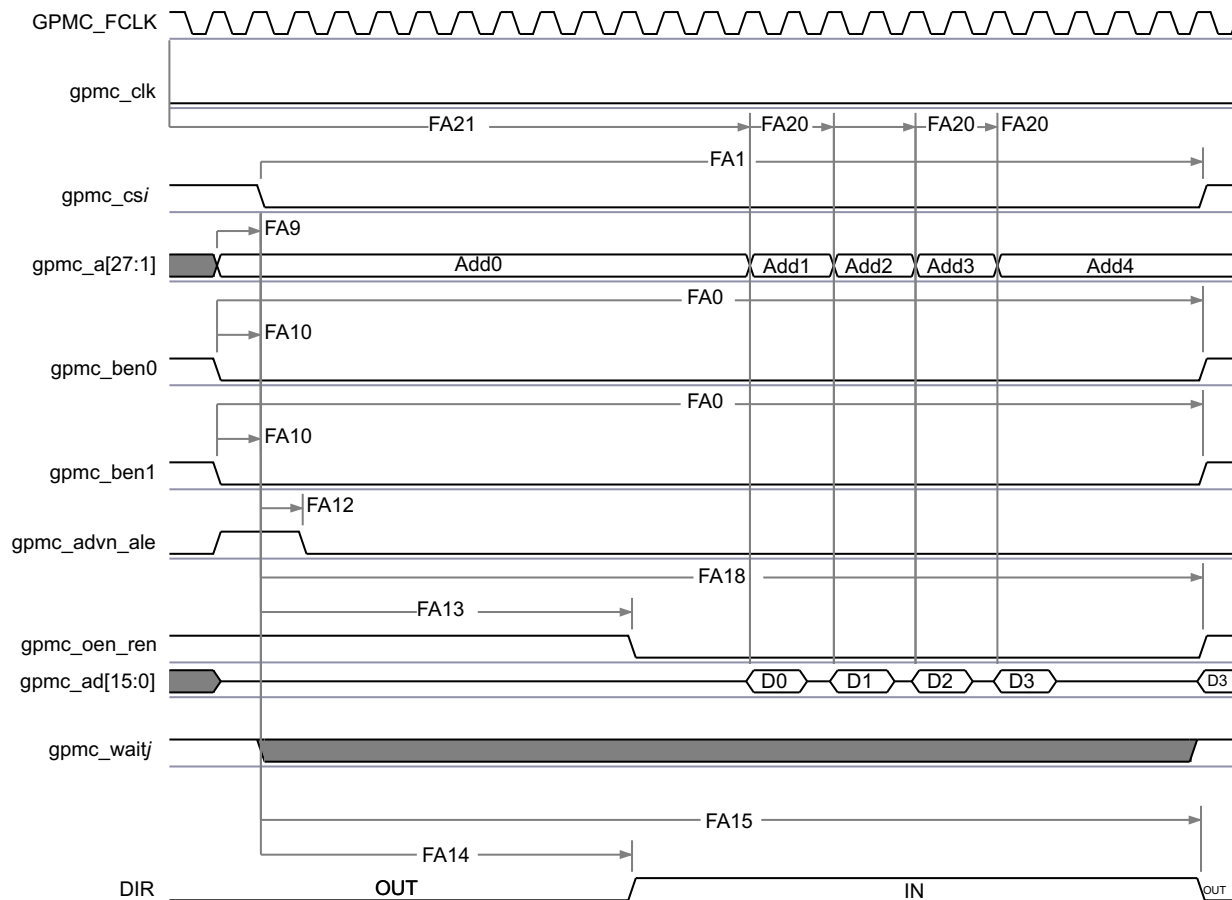 GPMC_FCLK
gpmc_clk
FA21 FA20 FA20 FA20
FA1
gpmc_csi
FA9
gpmc_a[27:1] Add0 Add1 Add2 Add3 Add4
FA0
FA10
gpmc_ben0
FA0
FA10
gpmc_ben1
FA12
gpmc_advn_ale
FA18
FA13
gpmc_oen_ren
gpmc_ad[15:0] D0 D1 D2 D3 D3
gpmc_waitj
FA15
FA14
DIR OUT IN OUT